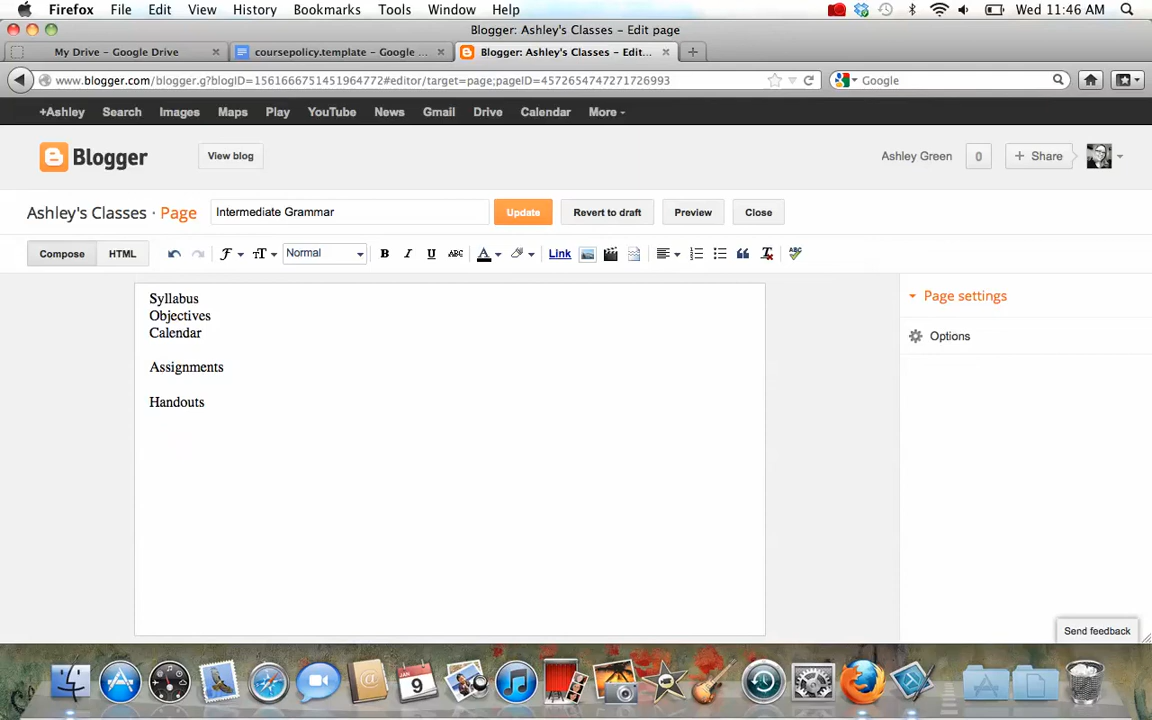 Firefox File Edit View History Bookmarks Tools Window Help Wed 11:46 AM
Blogger: Ashley's Classes – Edit page
My Drive – Google Drive coursepolicy.template – Google ... Blogger: Ashley's Classes – Edit...
www.blogger.com/blogger.g?blogID=1561666751451964772#editor/target=page;pageID=4572654747271726993 Google
+Ashley Search Images Maps Play YouTube News Gmail Drive Calendar More
Blogger View blog Ashley Green 0 + Share
Ashley's Classes · Page Intermediate Grammar Update Revert to draft Preview Close
Compose HTML Normal B I U ABC A Link ABC
Syllabus
Objectives
Calendar
Assignments
Handouts
Page settings
Options
Send feedback
9